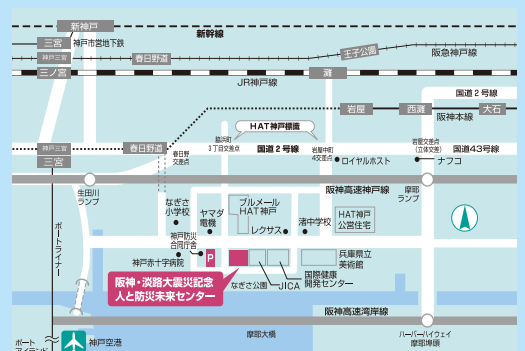 新神戸
新幹線
三宮
神戸市営地下鉄
王子公園
阪急神戸線
神戸三宮
春日野道
三ノ宮
灘
JR神戸線
国道2号線
岩屋
西灘
大石
阪神本線
HAT神戸標識
神戸三宮
三宮
春日野道
春日野
交差点
脇浜町
3丁目交差点
国道2号線
岩屋中町
4交差点
ロイヤルホスト
岩屋交差点
(立体交差)
国道43号線
ナフコ
阪神高速神戸線
生田川
ランプ
摩耶
ランプ
なぎさ
小学校
ヤマダ
電機
ブルメール
HAT神戸
レクサス
渚中学校
HAT神戸
公営住宅
神戸防災
合同庁舎
P
神戸赤十字病院
兵庫県立
美術館
国際健康
開発センター
JICA
なぎさ公園
阪神・淡路大震災記念
人と防災未来センター
ポートライナー
阪神高速湾岸線
摩耶大橋
ハーバーハイウェイ
摩耶埠頭
ポート
アイランド
神戸空港